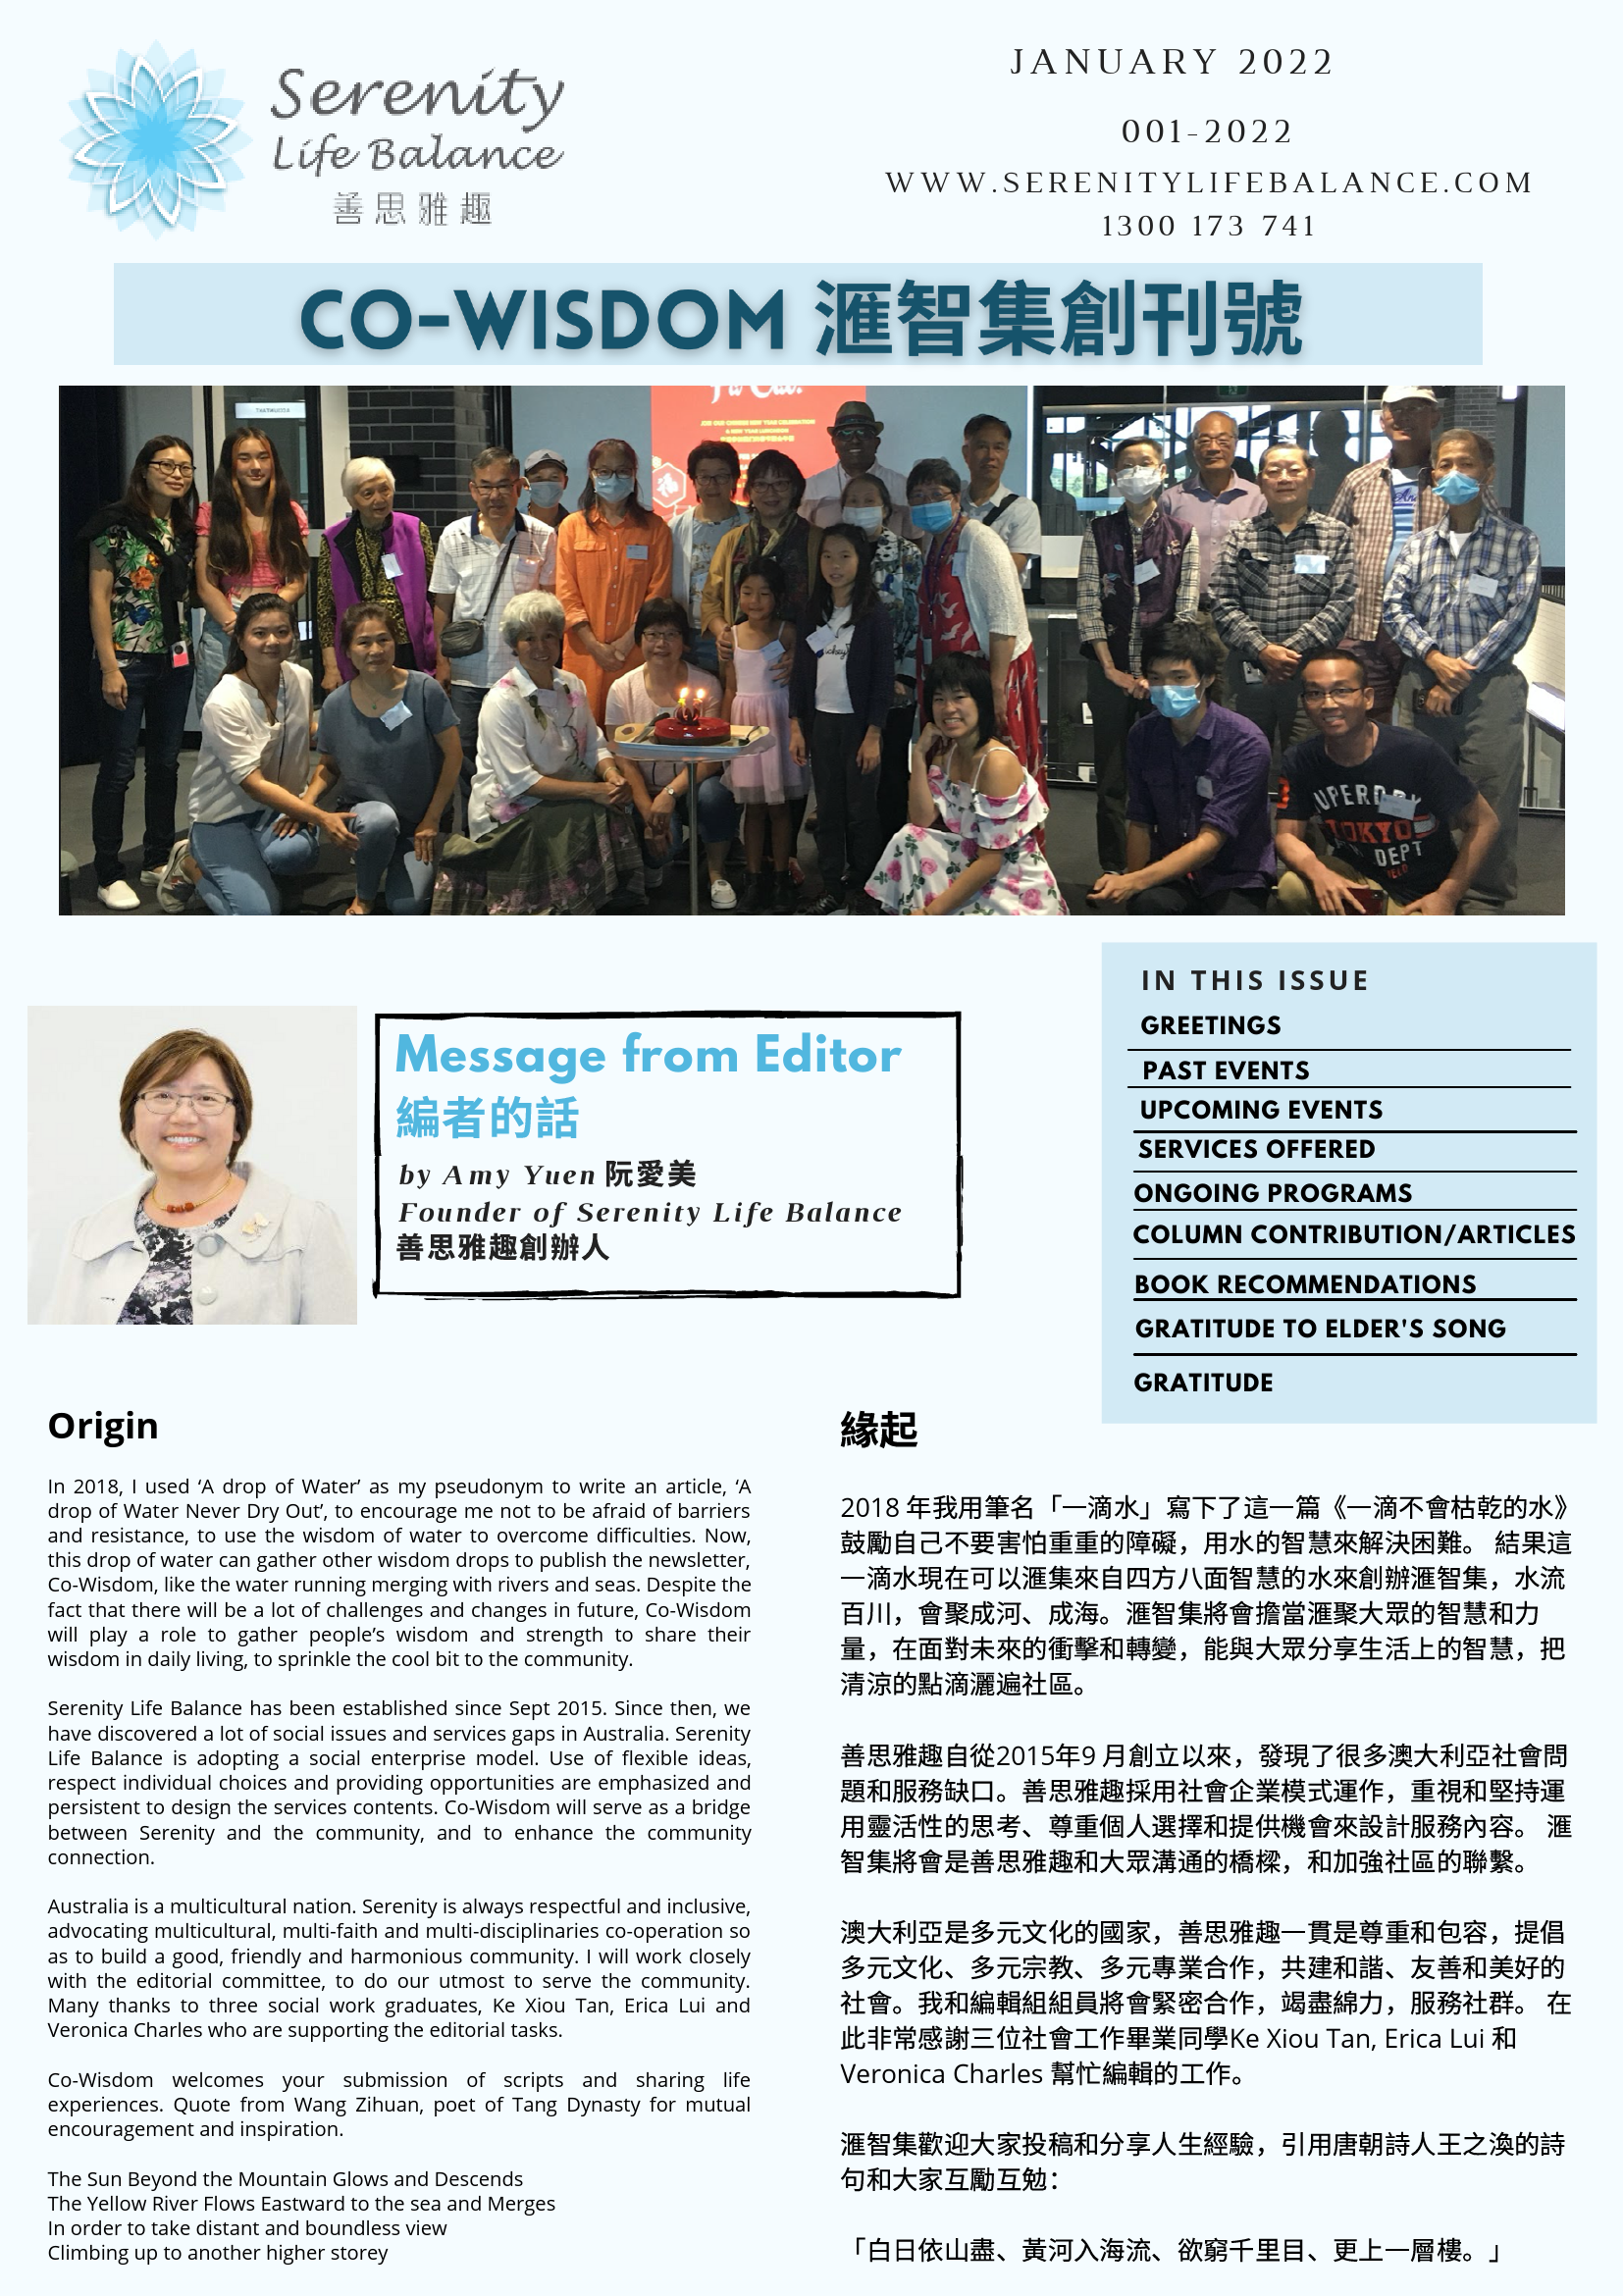 Serenity
Life Balance
善思雅趣
JANUARY 2022
001-2022
WWW.SERENITYLIFEBALANCE.COM
1300 173 741
CO-WISDOM 滙智集創刊號
JOIN OUR CHINESE NEW YEAR CELEBRATION
& NEW YEAR LUNCHEON
福
SUPERDRY
TOKYO
DEPT
IN THIS ISSUE
GREETINGS
PAST EVENTS
UPCOMING EVENTS
SERVICES OFFERED
ONGOING PROGRAMS
COLUMN CONTRIBUTION/ARTICLES
BOOK RECOMMENDATIONS
GRATITUDE TO ELDER'S SONG
GRATITUDE
Message from Editor
編者的話
by Amy Yuen 阮愛美
Founder of Serenity Life Balance
善思雅趣創辦人
Origin
In 2018, I used ‘A drop of Water’ as my pseudonym to write an article, ‘A
drop of Water Never Dry Out’, to encourage me not to be afraid of barriers
and resistance, to use the wisdom of water to overcome difficulties. Now,
this drop of water can gather other wisdom drops to publish the newsletter,
Co-Wisdom, like the water running merging with rivers and seas. Despite the
fact that there will be a lot of challenges and changes in future, Co-Wisdom
will play a role to gather people’s wisdom and strength to share their
wisdom in daily living, to sprinkle the cool bit to the community.
Serenity Life Balance has been established since Sept 2015. Since then, we
have discovered a lot of social issues and services gaps in Australia. Serenity
Life Balance is adopting a social enterprise model. Use of flexible ideas,
respect individual choices and providing opportunities are emphasized and
persistent to design the services contents. Co-Wisdom will serve as a bridge
between Serenity and the community, and to enhance the community
connection.
Australia is a multicultural nation. Serenity is always respectful and inclusive,
advocating multicultural, multi-faith and multi-disciplinaries co-operation so
as to build a good, friendly and harmonious community. I will work closely
with the editorial committee, to do our utmost to serve the community.
Many thanks to three social work graduates, Ke Xiou Tan, Erica Lui and
Veronica Charles who are supporting the editorial tasks.
Co-Wisdom welcomes your submission of scripts and sharing life
experiences. Quote from Wang Zihuan, poet of Tang Dynasty for mutual
encouragement and inspiration.
The Sun Beyond the Mountain Glows and Descends
The Yellow River Flows Eastward to the sea and Merges
In order to take distant and boundless view
Climbing up to another higher storey
緣起
2018 年我用筆名「一滴水」寫下了這一篇《一滴不會枯乾的水》
鼓勵自己不要害怕重重的障礙，用水的智慧來解決困難。 結果這
一滴水現在可以滙集來自四方八面智慧的水來創辦滙智集，水流
百川，會聚成河、成海。滙智集將會擔當滙聚大眾的智慧和力
量，在面對未來的衝擊和轉變，能與大眾分享生活上的智慧，把
清涼的點滴灑遍社區。
善思雅趣自從2015年9 月創立以來，發現了很多澳大利亞社會問
題和服務缺口。善思雅趣採用社會企業模式運作，重視和堅持運
用靈活性的思考、尊重個人選擇和提供機會來設計服務內容。 滙
智集將會是善思雅趣和大眾溝通的橋樑，和加強社區的聯繫。
澳大利亞是多元文化的國家，善思雅趣一貫是尊重和包容，提倡
多元文化、多元宗教、多元專業合作，共建和諧、友善和美好的
社會。我和編輯組組員將會緊密合作，竭盡綿力，服務社群。 在
此非常感謝三位社會工作畢業同學Ke Xiou Tan, Erica Lui 和
Veronica Charles 幫忙編輯的工作。
滙智集歡迎大家投稿和分享人生經驗，引用唐朝詩人王之渙的詩
句和大家互勵互勉：
「白日依山盡、黃河入海流、欲窮千里目、更上一層樓。」